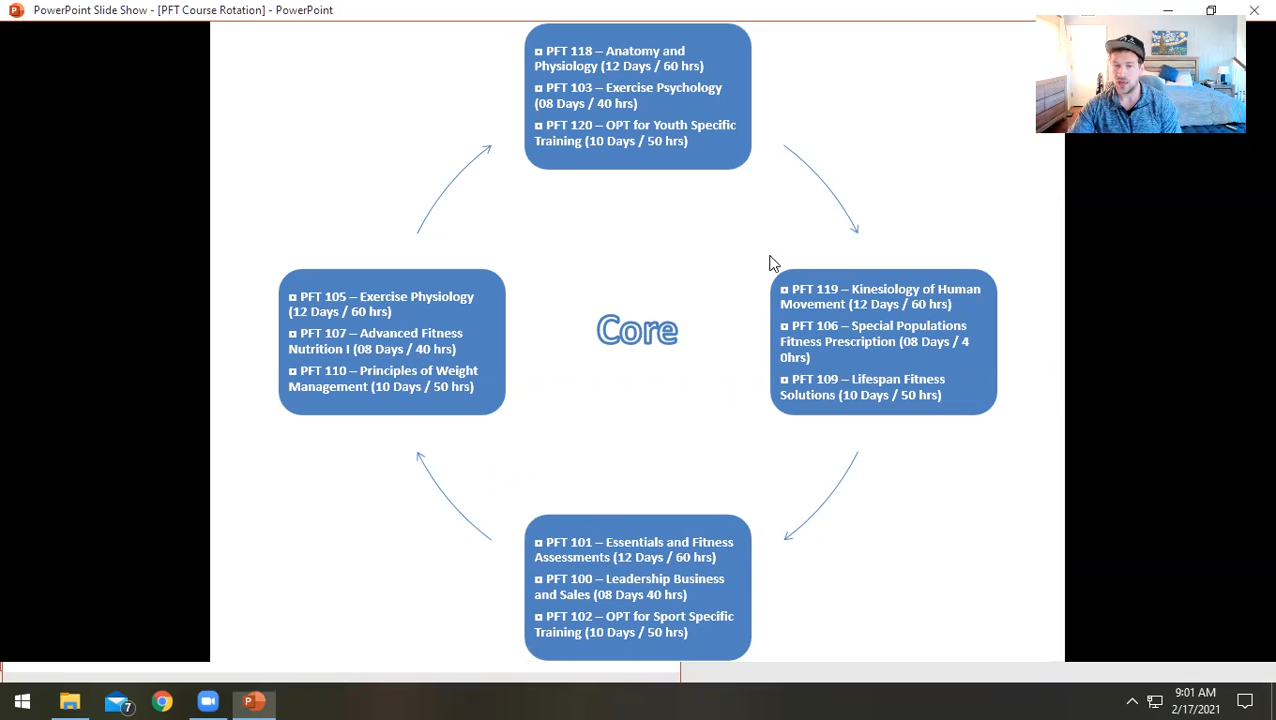 PowerPoint Slide Show - [PFT Course Rotation] - PowerPoint
PFT 118 – Anatomy and
Physiology (12 Days / 60 hrs)
PFT 103 – Exercise Psychology
(08 Days / 40 hrs)
PFT 120 – OPT for Youth Specific
Training (10 Days / 50 hrs)
PFT 119 – Kinesiology of Human
Movement (12 Days / 60 hrs)
PFT 106 – Special Populations
Fitness Prescription (08 Days / 4
0hrs)
PFT 109 – Lifespan Fitness
Solutions (10 Days / 50 hrs)
PFT 101 – Essentials and Fitness
Assessments (12 Days / 60 hrs)
PFT 100 – Leadership Business
and Sales (08 Days 40 hrs)
PFT 102 – OPT for Sport Specific
Training (10 Days / 50 hrs)
PFT 105 – Exercise Physiology
(12 Days / 60 hrs)
PFT 107 – Advanced Fitness
Nutrition I (08 Days / 40 hrs)
PFT 110 – Principles of Weight
Management (10 Days / 50 hrs)
Core
7
9:01 AM
2/17/2021